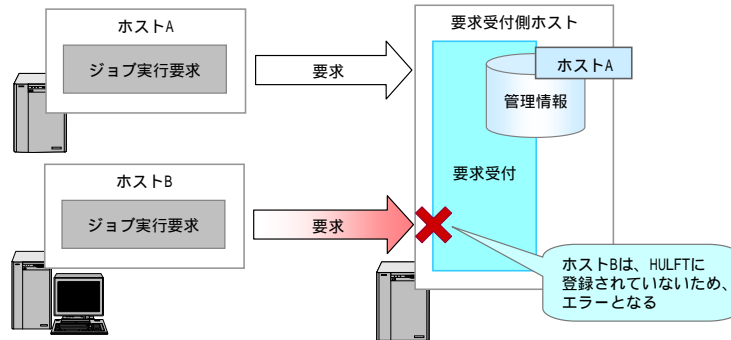 ホストA
ジョブ実行要求
要求
要求受付側ホスト
ホストA
管理情報
要求受付
ホストB
ジョブ実行要求
要求
ホストBは、HULFTに
登録されていないため、
エラーとなる